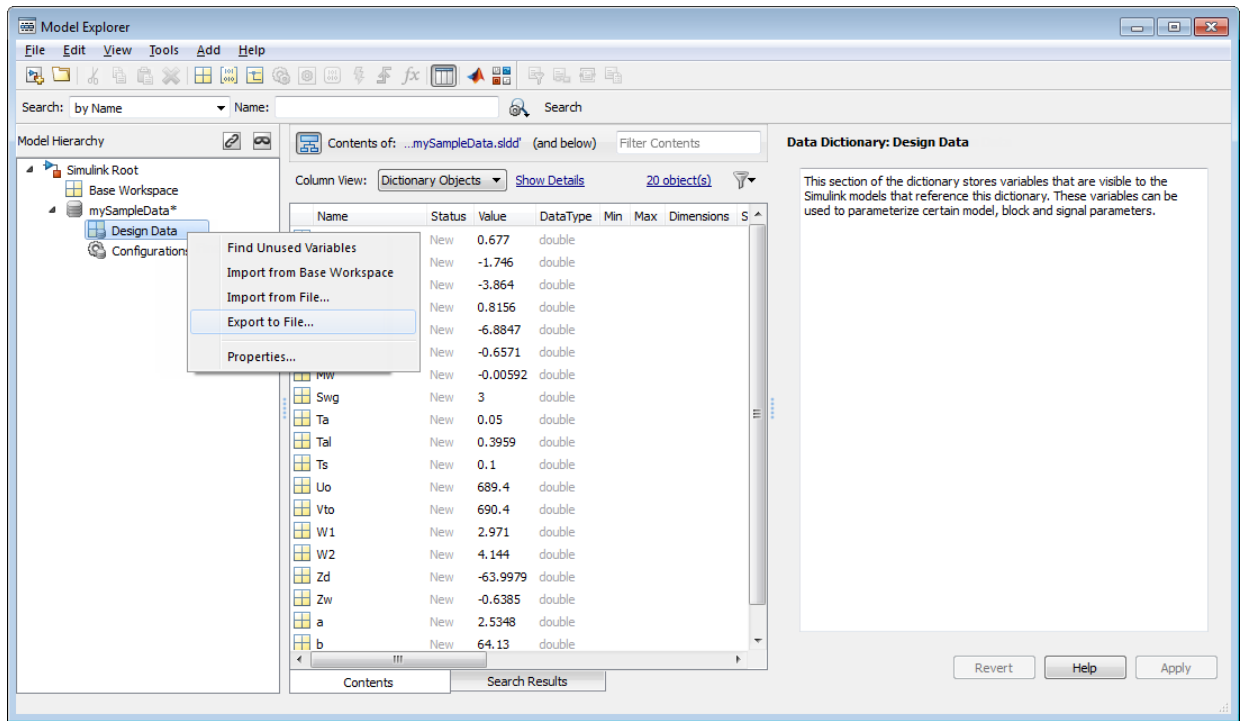 Model Explorer
File Edit View Tools Add Help
Search: by Name Name: Search
Model Hierarchy
Simulink Root
Base Workspace
mySampleData*
Design Data
Configurations
Find Unused Variables
Import from Base Workspace
Import from File...
Export to File...
Properties...
Contents of: ...mySampleData.sldd' (and below) Filter Contents
Column View: Dictionary Objects Show Details 20 object(s)
Name Status Value DataType Min Max Dimensions S
New 0.677 double
New -1.746 double
New -3.864 double
New 0.8156 double
New -6.8847 double
New -0.6571 double
Mw New -0.00592 double
Swg New 3 double
Ta New 0.05 double
Tal New 0.3959 double
Ts New 0.1 double
Uo New 689.4 double
Vto New 690.4 double
W1 New 2.971 double
W2 New 4.144 double
Zd New -63.9979 double
Zw New -0.6385 double
a New 2.5348 double
b New 64.13 double
Contents Search Results
Data Dictionary: Design Data
This section of the dictionary stores variables that are visible to the
Simulink models that reference this dictionary. These variables can be
used to parameterize certain model, block and signal parameters.
Revert Help Apply